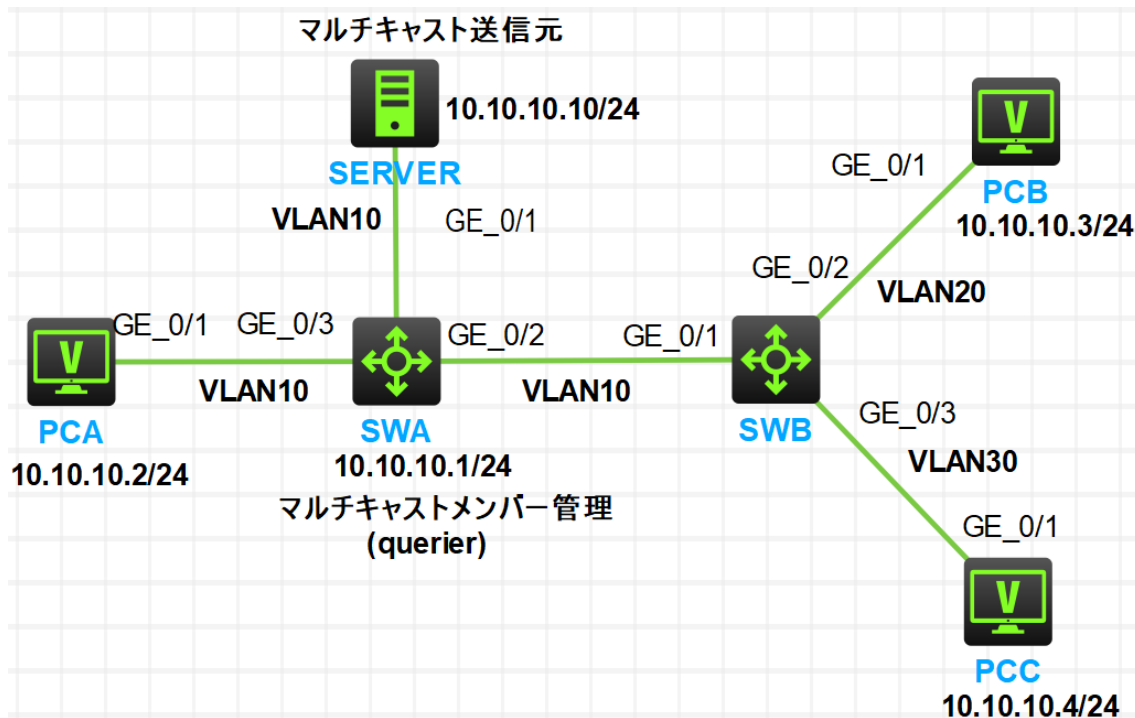 マルチキャスト送信元
10.10.10.10/24
SERVER
VLAN10
GE_0/1
GE_0/1
PCB
10.10.10.3/24
GE_0/2
VLAN20
GE_0/1
GE_0/3
VLAN10
PCA
10.10.10.2/24
GE_0/2
GE_0/1
VLAN10
SWA
10.10.10.1/24
マルチキャストメンバー管理
(querier)
SWB
GE_0/3
VLAN30
GE_0/1
PCC
10.10.10.4/24
V
V
V